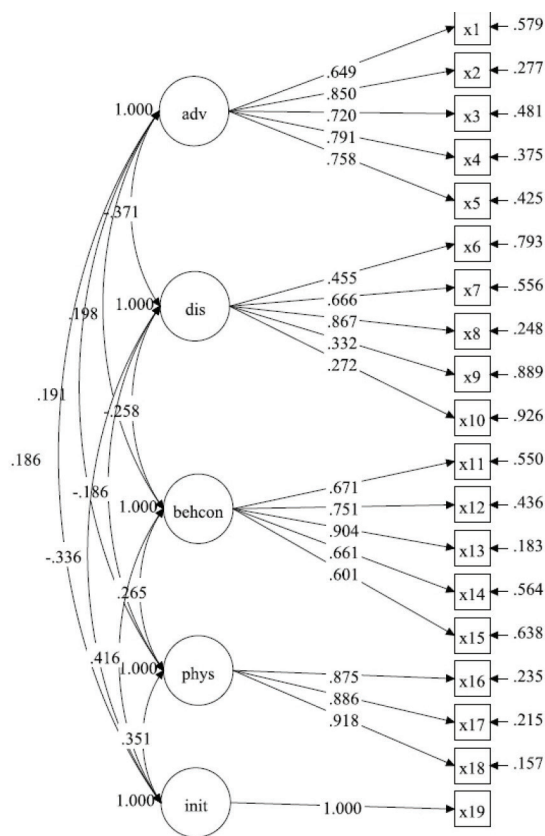 x1 .579
.649
x2 .277
.850
1.000 adv .720 x3 .481
.791
x4 .375
.758
x5 .425
-.371
x6 .793
.455
.666 x7 .556
1.000 dis .867
.198 .332 x8 .248
.272
x9 .889
.191
-.258 x10 .926
.186
x11 .550
.671
-.186 .751 x12 .436
1.000 behcon .904
.661 x13 .183
-.336 .601
x14 .564
.265
x15 .638
.416
1.000 phys .875 x16 .235
.886
.918 x17 .215
.351
x18 .157
1.000 init 1.000 x19